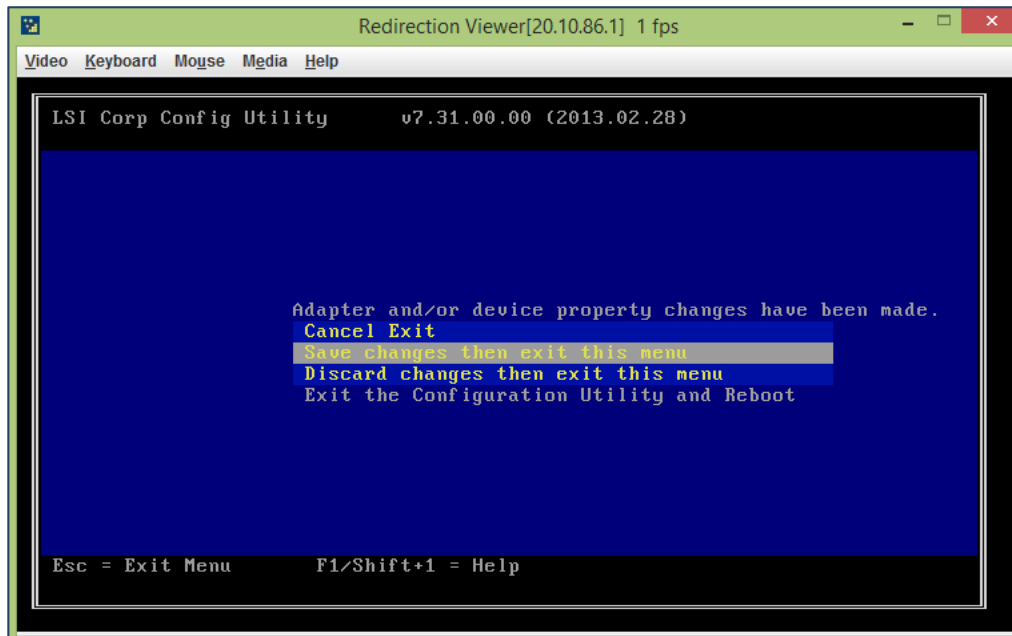 Redirection Viewer[20.10.86.1] 1 fps
Video Keyboard Mouse Media Help
LSI Corp Config Utility v7.31.00.00 (2013.02.28)
Adapter and/or device property changes have been made.
Cancel Exit
Save changes then exit this menu
Discard changes then exit this menu
Exit the Configuration Utility and Reboot
Esc = Exit Menu F1/Shift+1 = Help